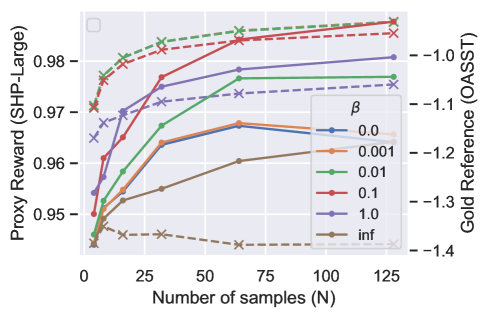 Proxy Reward (SHP-Large)
0.98
0.97
0.96
0.95
β
0.0
0.001
0.01
0.1
1.0
inf
−1.0
−1.1
−1.2
−1.3
−1.4
Gold Reference (OASST)
0 25 50 75 100 125
Number of samples (N)